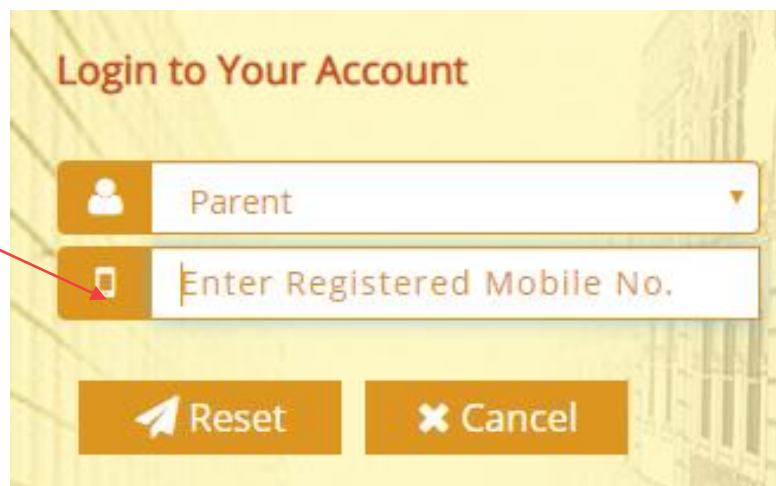 Login to Your Account
Parent
Enter Registered Mobile No.
Reset Cancel